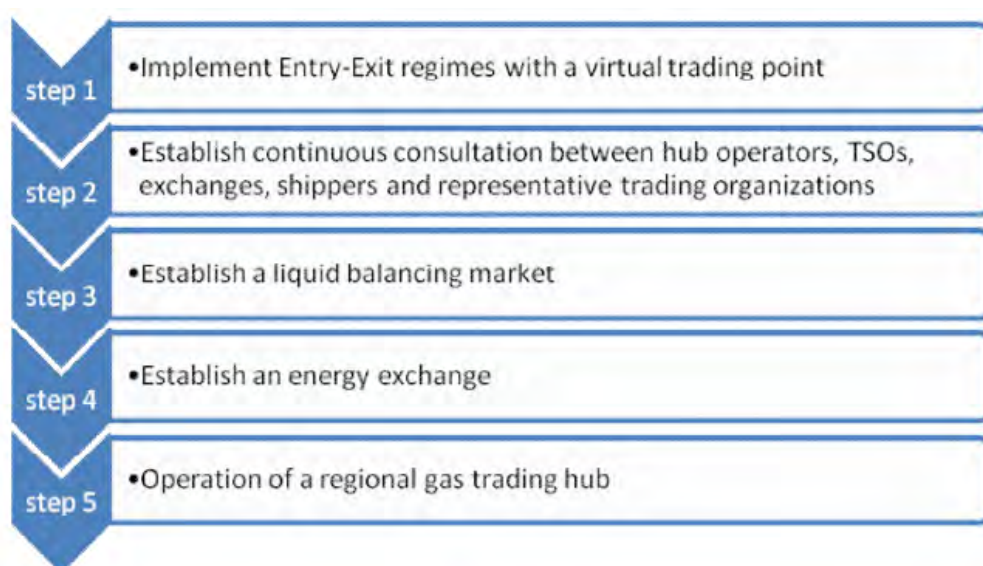 step 1
•Implement Entry-Exit regimes with a virtual trading point
step 2
•Establish continuous consultation between hub operators, TSOs,
exchanges, shippers and representative trading organizations
step 3
•Establish a liquid balancing market
step 4
•Establish an energy exchange
step 5
•Operation of a regional gas trading hub